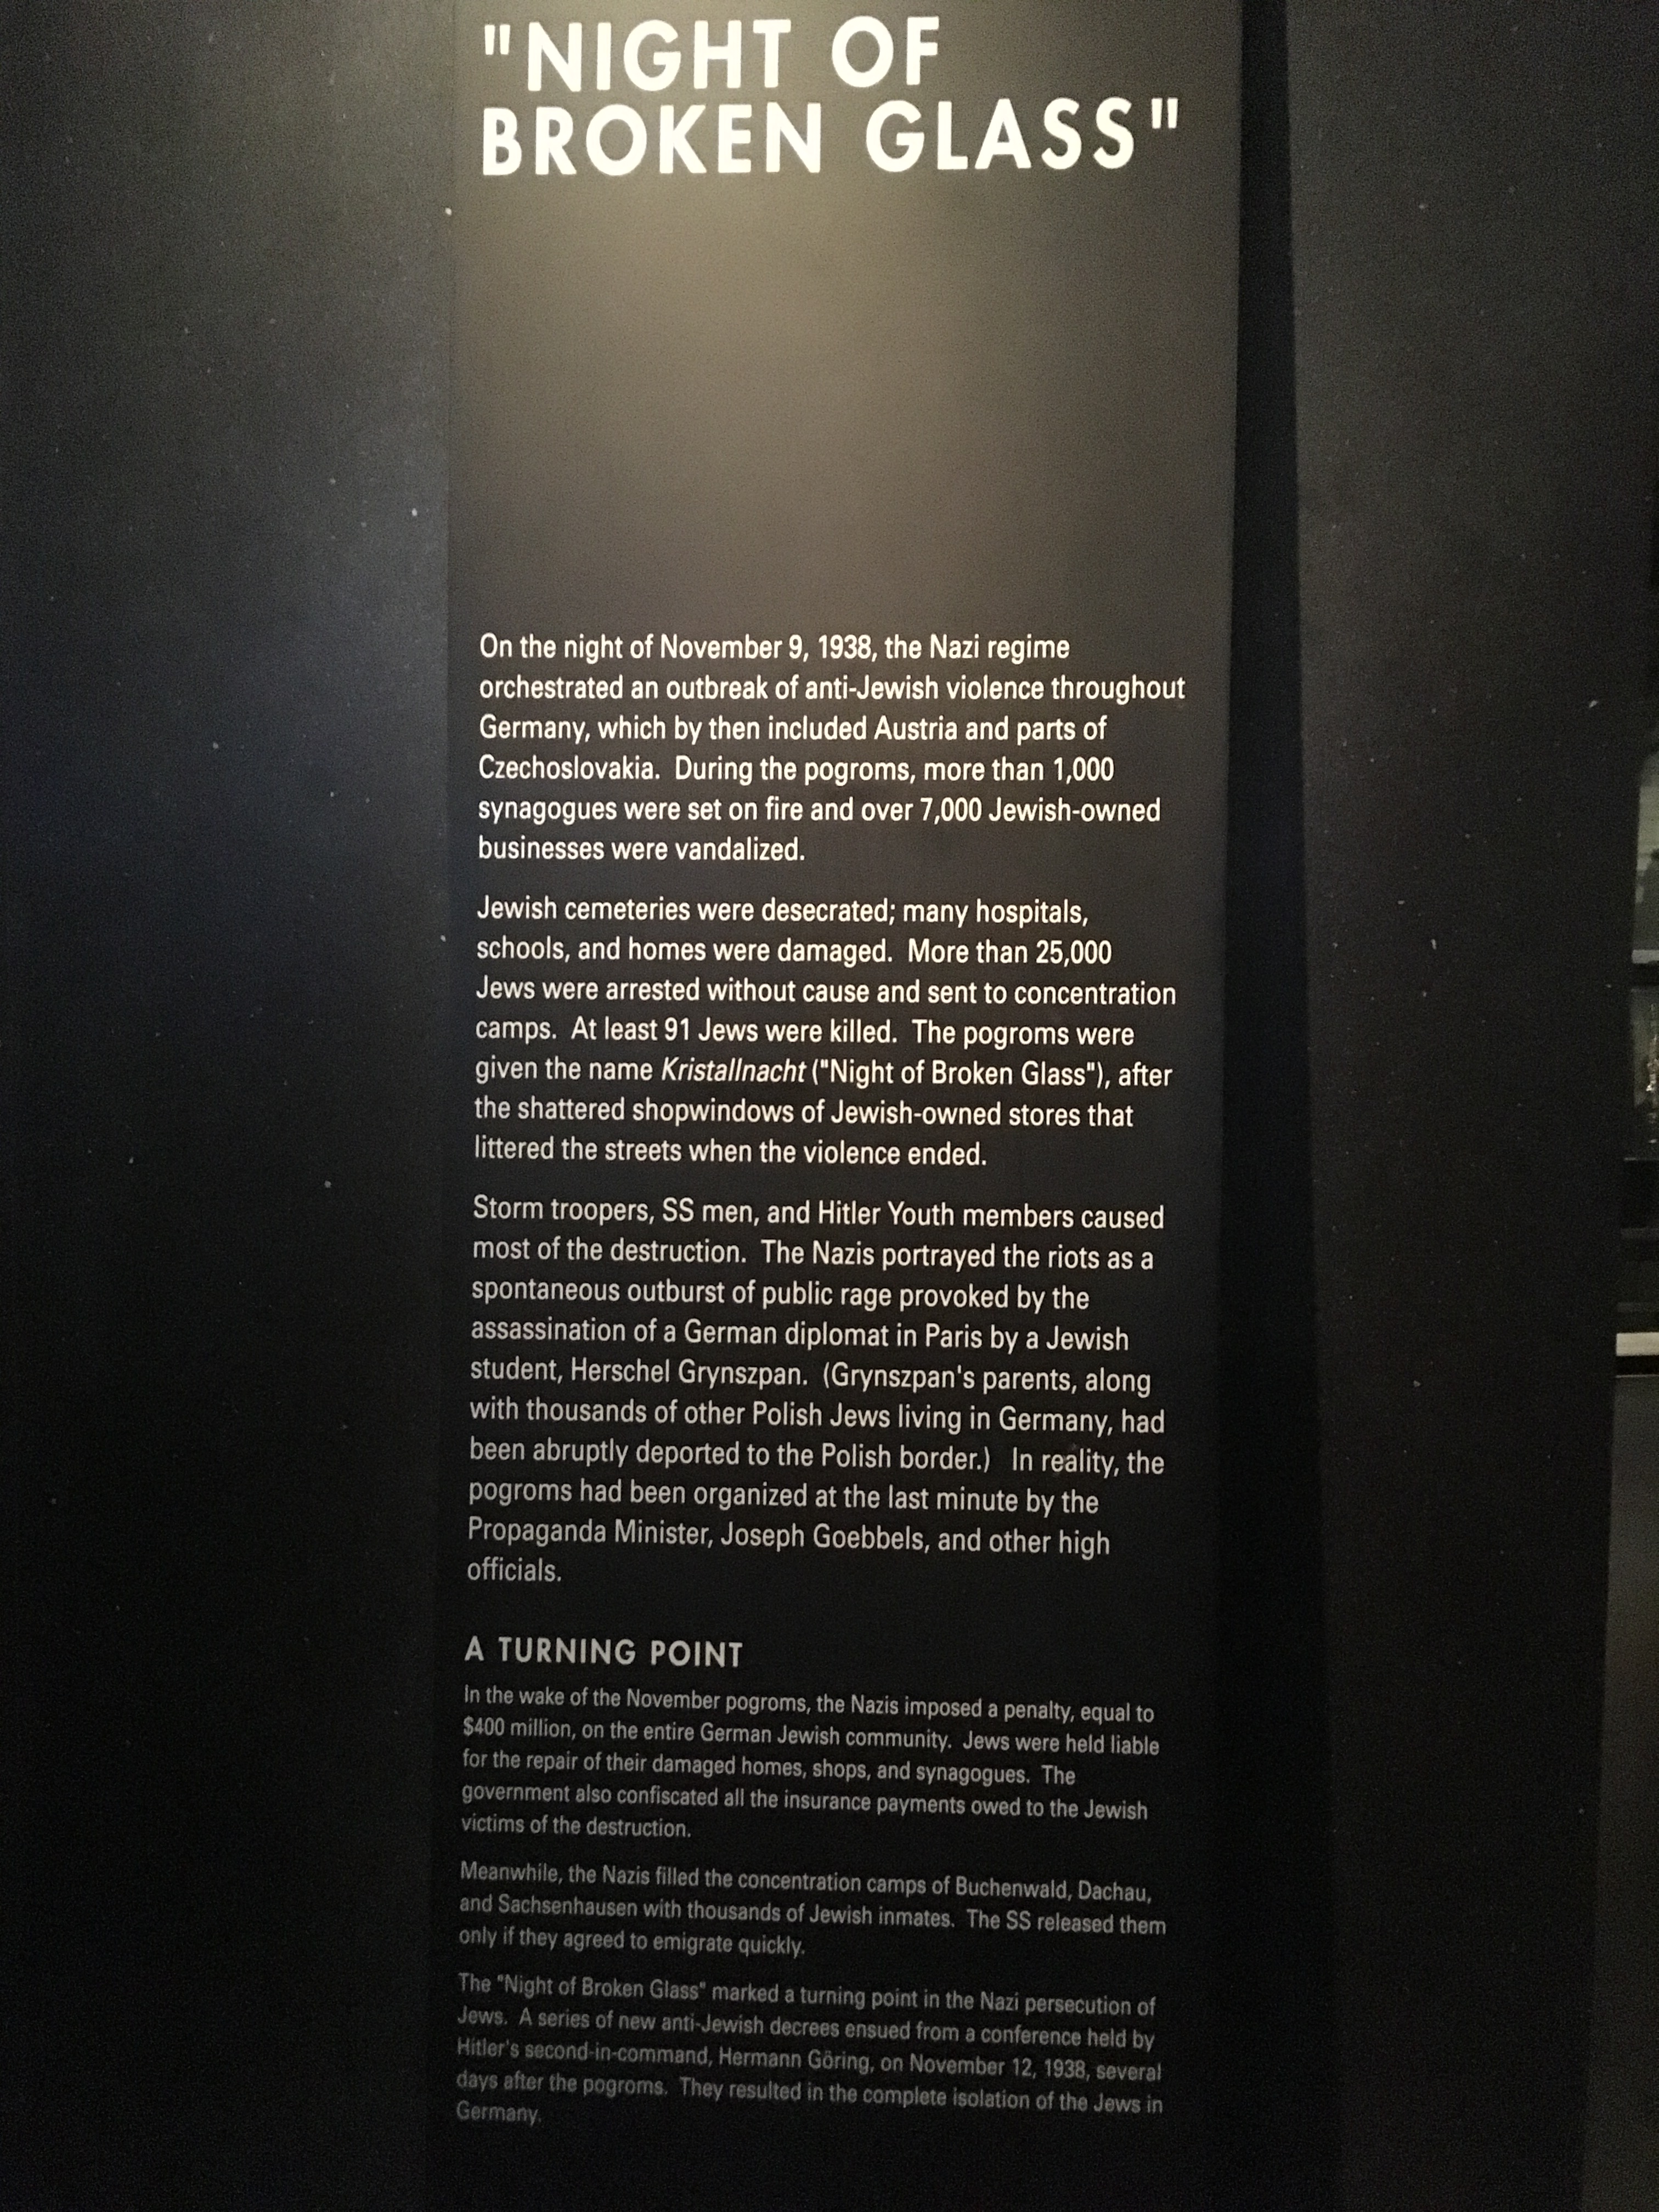 "NIGHT OF
BROKEN GLASS"
On the night of November 9, 1938, the Nazi regime
orchestrated an outbreak of anti-Jewish violence throughout
Germany, which by then included Austria and parts of
Czechoslovakia.  During the pogroms, more than 1,000
synagogues were set on fire and over 7,000 Jewish-owned
businesses were vandalized.
Jewish cemeteries were desecrated; many hospitals,
schools, and homes were damaged.  More than 25,000
Jews were arrested without cause and sent to concentration
camps.  At least 91 Jews were killed.  The pogroms were
given the name Kristallnacht ("Night of Broken Glass"), after
the shattered shopwindows of Jewish-owned stores that
littered the streets when the violence ended.
Storm troopers, SS men, and Hitler Youth members caused
most of the destruction.  The Nazis portrayed the riots as a
spontaneous outburst of public rage provoked by the
assassination of a German diplomat in Paris by a Jewish
student, Herschel Grynszpan.  (Grynszpan's parents, along
with thousands of other Polish Jews living in Germany, had
been abruptly deported to the Polish border.)  In reality, the
pogroms had been organized at the last minute by the
Propaganda Minister, Joseph Goebbels, and other high
officials.
A TURNING POINT
In the wake of the November pogroms, the Nazis imposed a penalty, equal to
$400 million, on the entire German Jewish community.  Jews were held liable
for the repair of their damaged homes, shops, and synagogues.  The
government also confiscated all the insurance payments owed to the Jewish
victims of the destruction.
Meanwhile, the Nazis filled the concentration camps of Buchenwald, Dachau,
and Sachsenhausen with thousands of Jewish inmates.  The SS released them
only if they agreed to emigrate quickly.
The "Night of Broken Glass" marked a turning point in the Nazi persecution of
Jews.  A series of new anti-Jewish decrees ensued from a conference held by
Hitler's second-in-command, Hermann Göring, on November 12, 1938, several
days after the pogroms.  They resulted in the complete isolation of the Jews in
Germany.